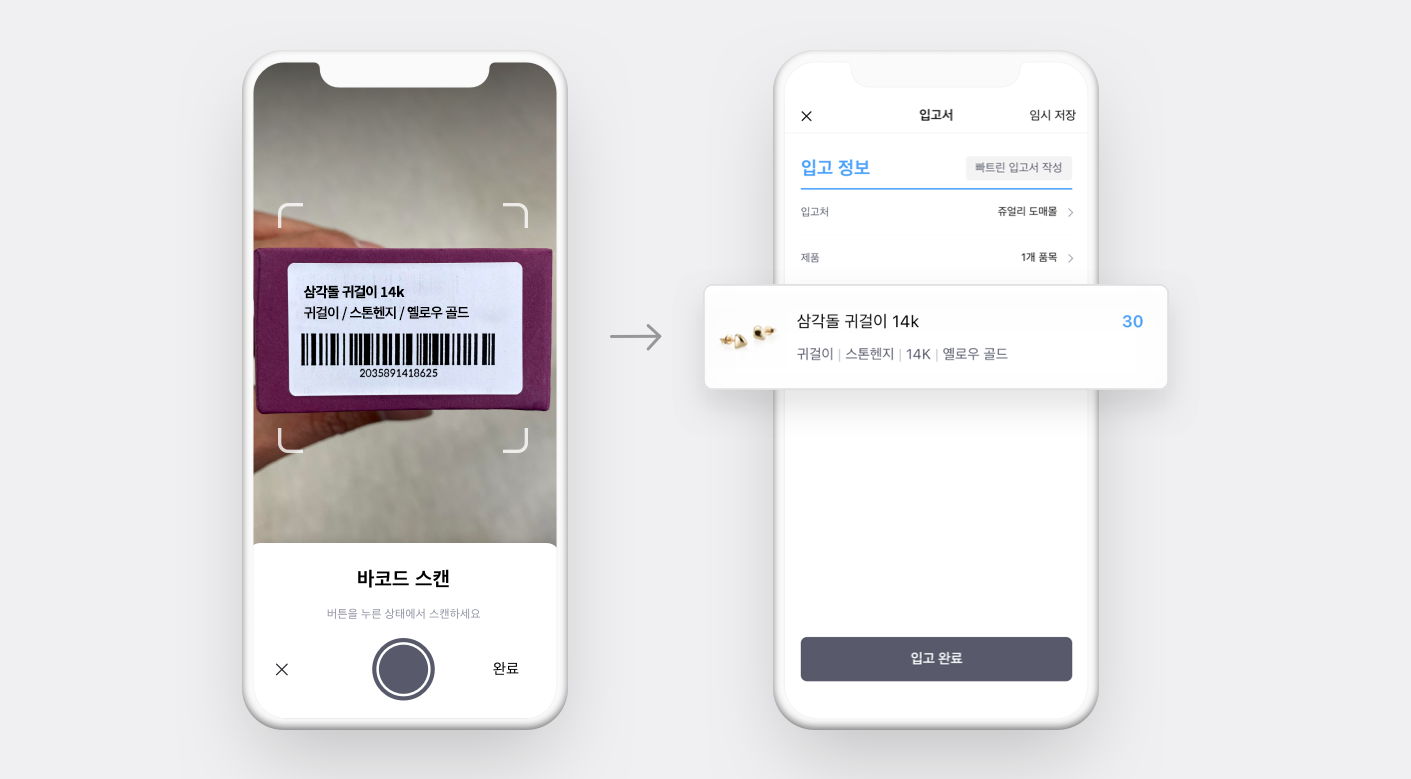 삼각돌 귀걸이 14k
귀걸이 / 스톤헨지 / 옐로우 골드
2035891418625
바코드 스캔
버튼을 누른 상태에서 스캔하세요
완료
입고서
임시 저장
입고 정보
빠트린 입고서 작성
입고처
쥬얼리 도매몰
제품
1개 품목
삼각돌 귀걸이 14k
30
귀걸이 | 스톤헨지 | 14K | 옐로우 골드
입고 완료